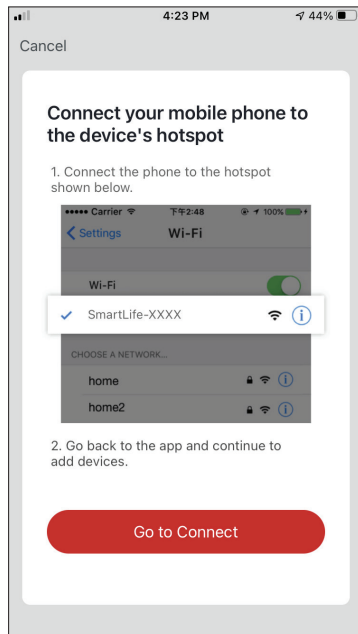 4:23 PM
44%
Cancel
Connect your mobile phone to
the device's hotspot
1. Connect the phone to the hotspot
shown below.
Carrier
下午2:48
100%
Settings
Wi-Fi
Wi-Fi
SmartLife-XXXX
CHOOSE A NETWORK...
home
home2
2. Go back to the app and continue to
add devices.
Go to Connect